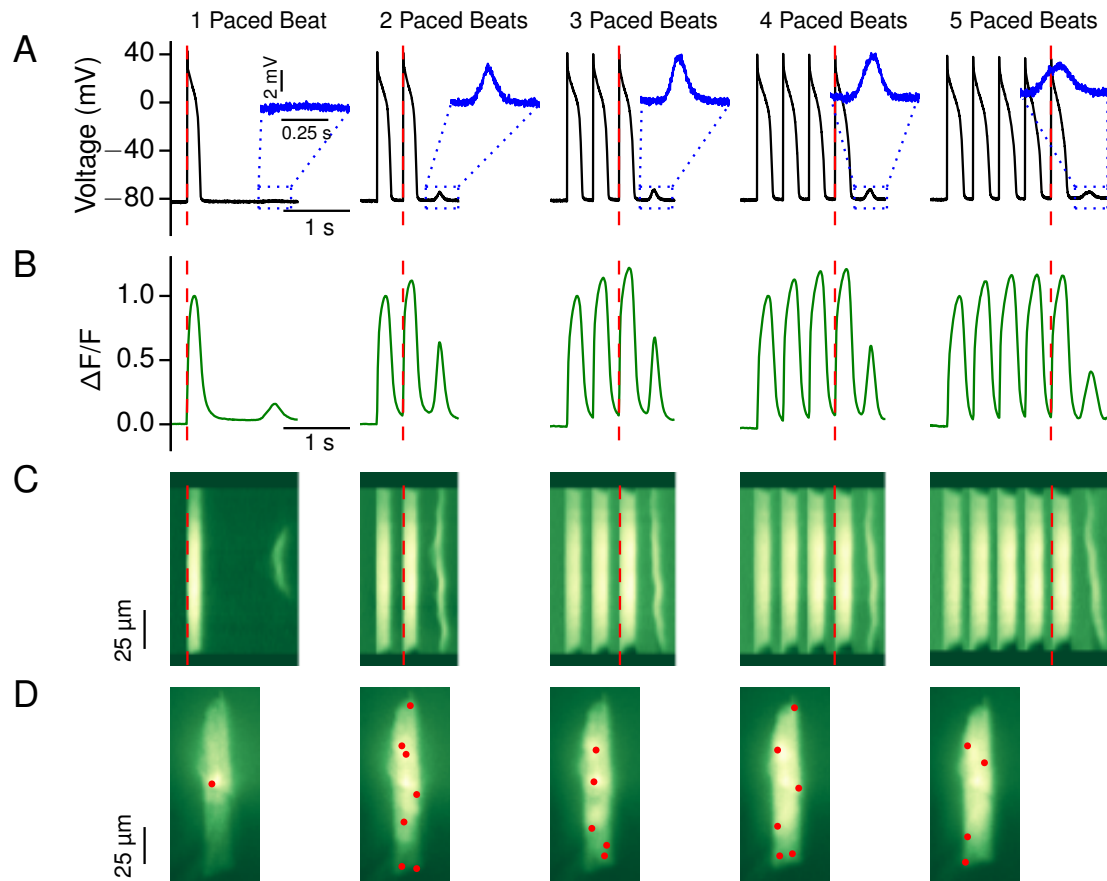 1 Paced Beat
2 Paced Beats
3 Paced Beats
4 Paced Beats
5 Paced Beats
A
Voltage (mV)
40
0
−40
−80
2 mV
0.25 s
1 s
B
ΔF/F
1.0
0.5
0.0
1 s
C
25 μm
D
25 μm